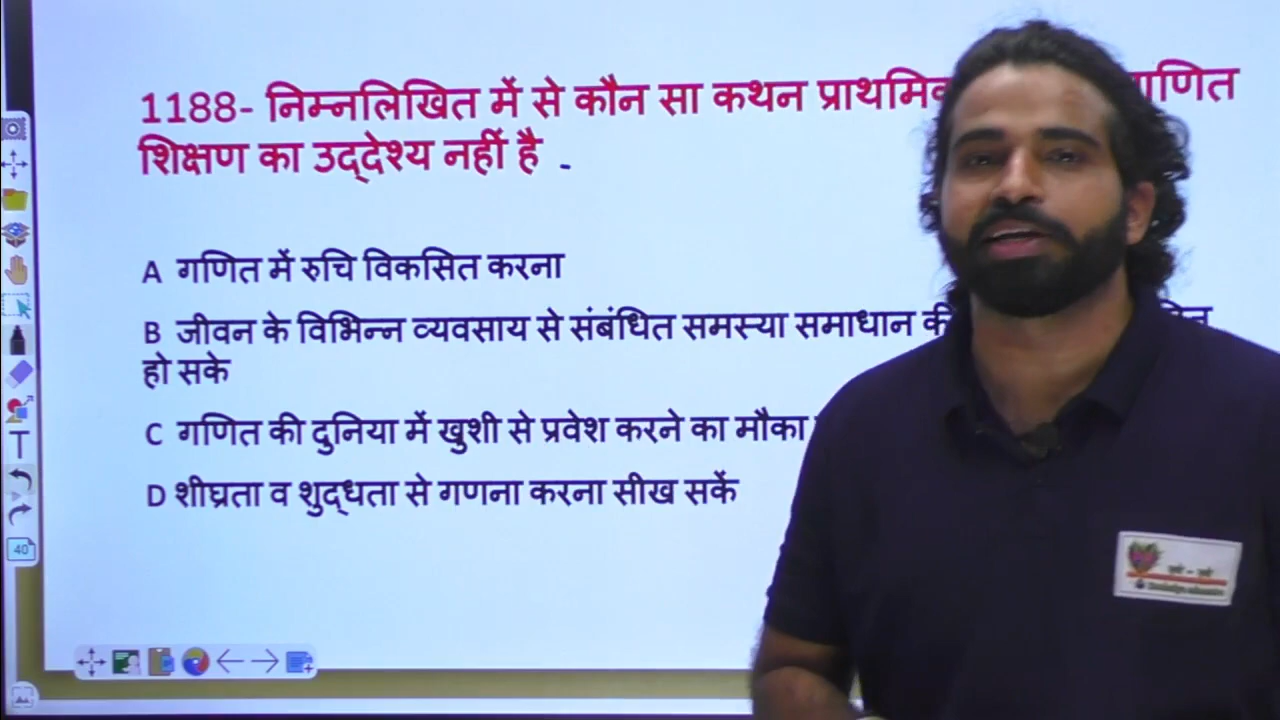 1188- निम्नलिखित में से कौन सा कथन गणित
शिक्षण का उद्देश्य नहीं है -
A गणित में रुचि विकसित करना
B जीवन के विभिन्न व्यवसाय से संबंधित समस्या समाधान
हो सके
C गणित की दुनिया में खुशी से प्रवेश करने का मौका
D शीघ्रता व शुद्धता से गणना करना सीख सकें
T
40